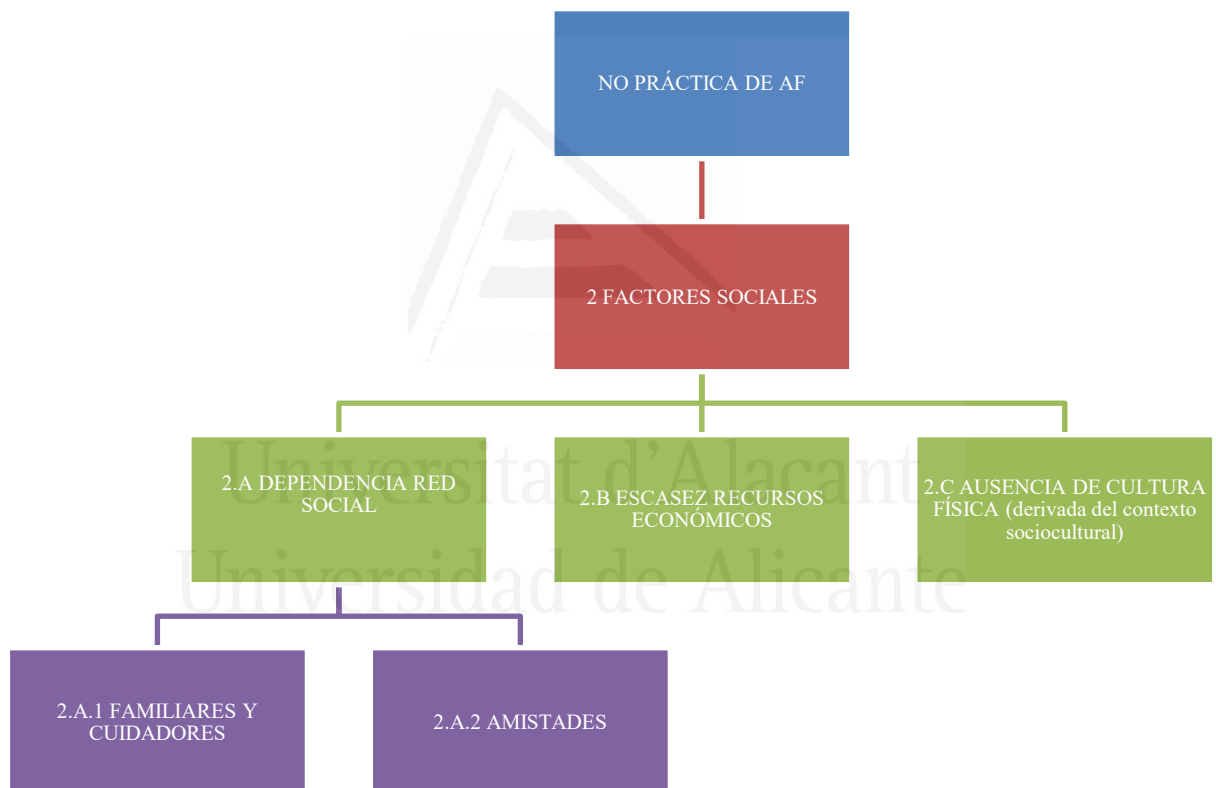 NO PRÁCTICA DE AF
2 FACTORES SOCIALES
2.A DEPENDENCIA RED
SOCIAL
2.B ESCASEZ RECURSOS
ECONÓMICOS
2.C AUSENCIA DE CULTURA
FÍSICA (derivada del contexto
sociocultural)
Universitat d'Alacant
Universidad de Alicante
2.A.1 FAMILIARES Y
CUIDADORES
2.A.2 AMISTADES